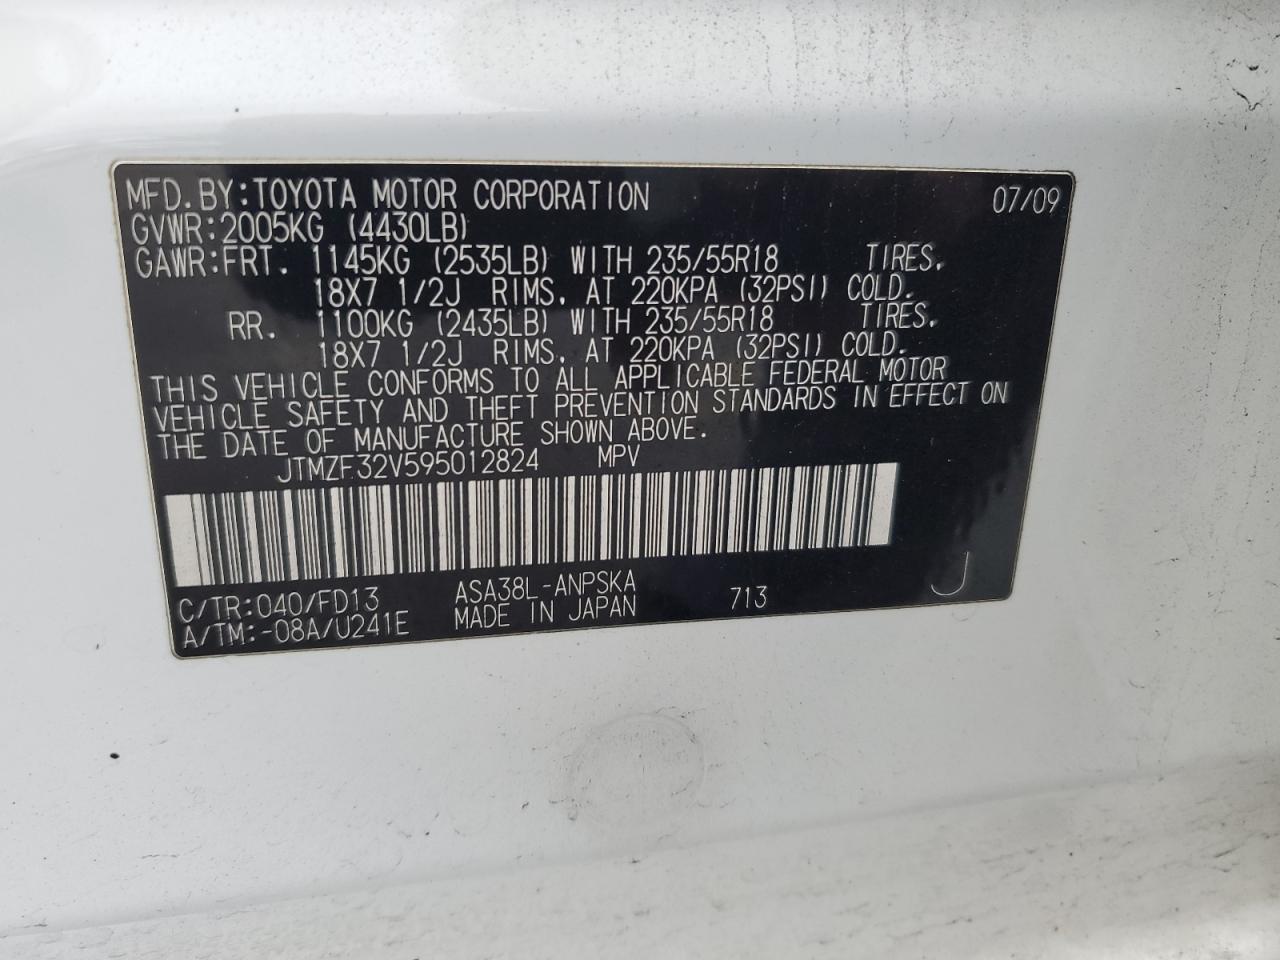 MFD.BY:TOYOTA MOTOR CORPORATION 07/09
GVWR:2005KG (4430LB)
GAWR:FRT. 1145KG (2535LB) WITH 235/55R18 TIRES.
18X7 1/2J RIMS. AT 220KPA (32PSI) COLD.
RR. 1100KG (2435LB) WITH 235/55R18 TIRES.
18X7 1/2J RIMS. AT 220KPA (32PSI) COLD.
THIS VEHICLE CONFORMS TO ALL APPLICABLE FEDERAL MOTOR
VEHICLE SAFETY AND THEFT PREVENTION STANDARDS IN EFFECT ON
THE DATE OF MANUFACTURE SHOWN ABOVE.
JTMZF32V595012824 MPV
C/TR:040/FD13 ASA38L-ANPSKA 713 J
A/TM:-08A/U241E MADE IN JAPAN